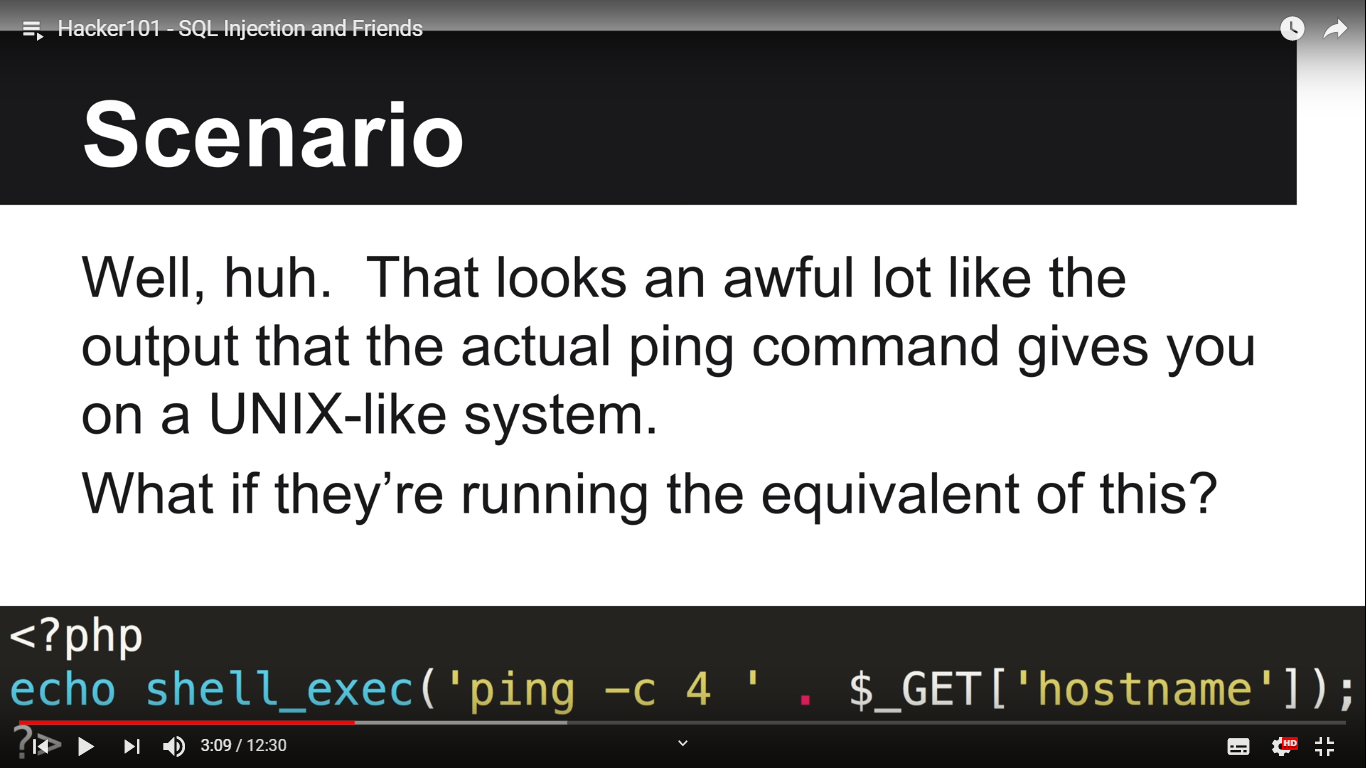 Hacker101 - SQL Injection and Friends
Scenario
Well, huh.  That looks an awful lot like the
output that the actual ping command gives you
on a UNIX-like system.
What if they’re running the equivalent of this?
<?php
echo shell_exec('ping -c 4 ' . $_GET['hostname']);
?>
3:09 / 12:30
HD